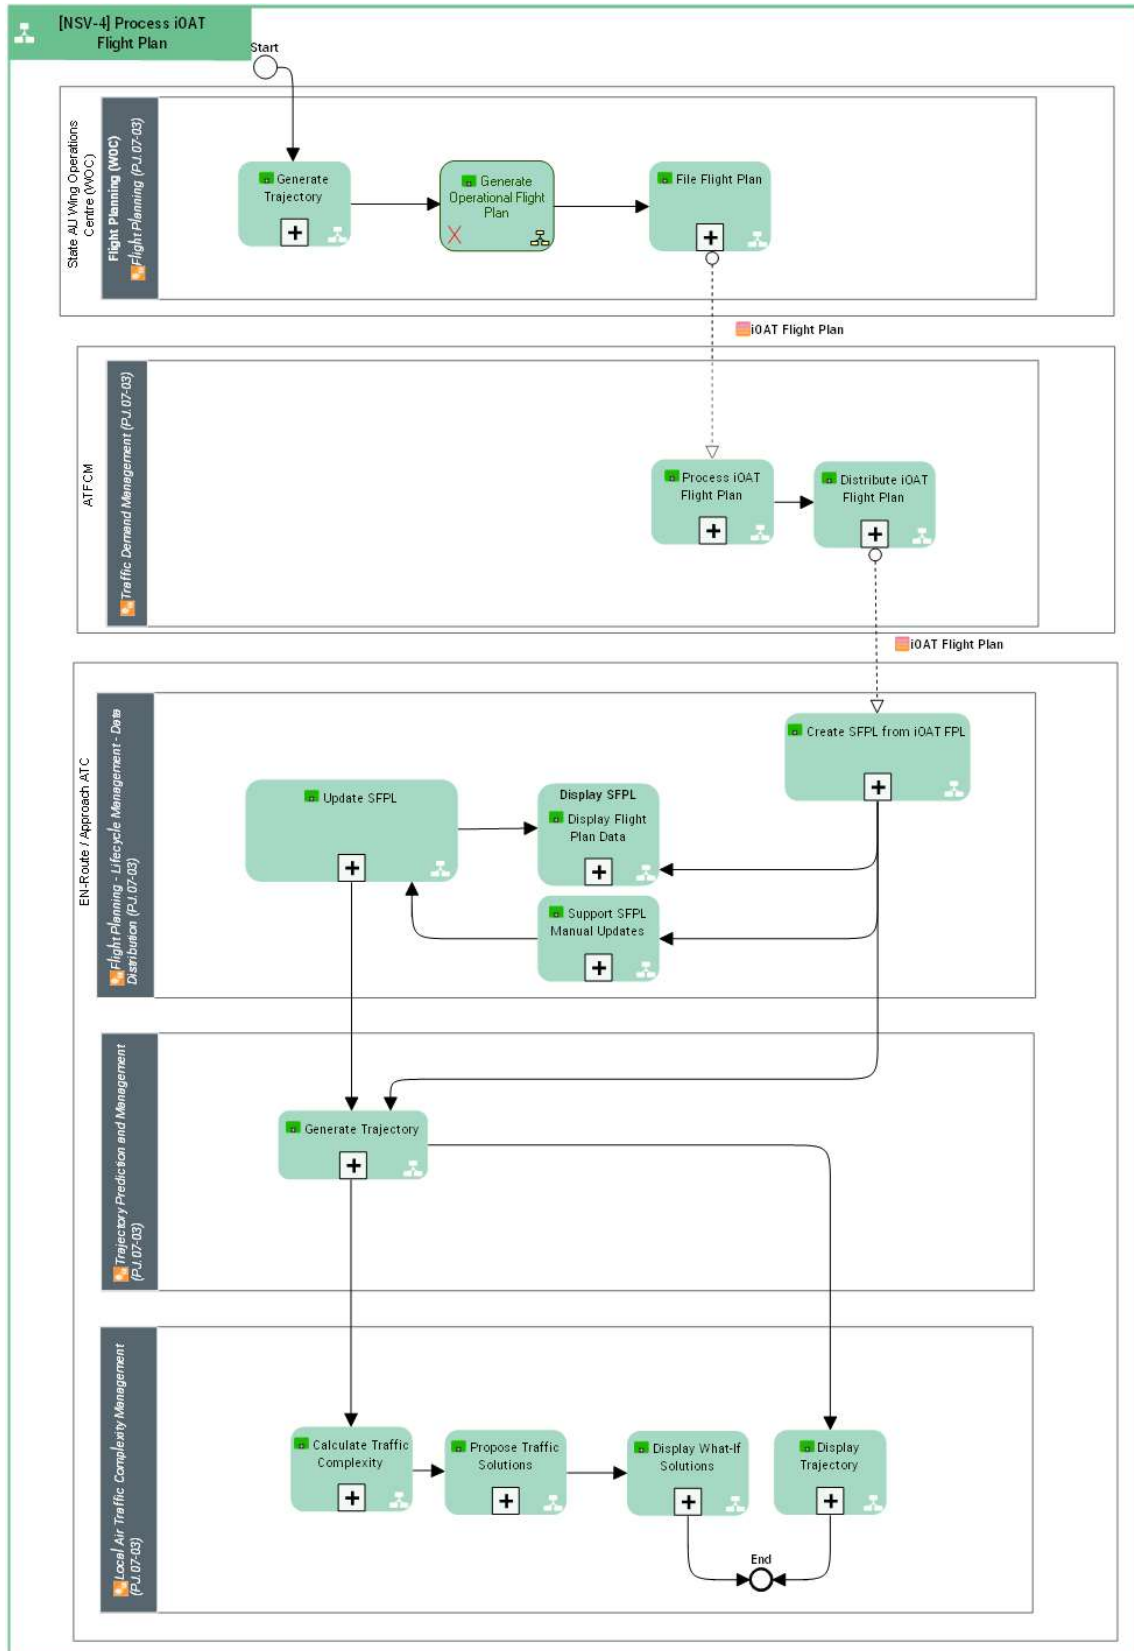 [NSV-4] Process iOAT
Flight Plan
Start
State AU Wing Operations
Centre (WOC)
Flight Planning (WOC)
Flight Planning (PJ.07-03)
Generate
Trajectory
Generate
Operational Flight
Plan
File Flight Plan
iOAT Flight Plan
ATFCM
Traffic Demand Management (PJ.07-03)
Process iOAT
Flight Plan
Distribute iOAT
Flight Plan
iOAT Flight Plan
EN-Route / Approach ATC
Flight Planning - Lifecycle Management - Data
Distribution (PJ.07-03)
Create SFPL from iOAT FPL
Update SFPL
Display SFPL
Display Flight
Plan Data
Support SFPL
Manual Updates
Trajectory Prediction and Management
(PJ.07-03)
Generate Trajectory
Local Air Traffic Complexity Management
(PJ.07-03)
Calculate Traffic
Complexity
Propose Traffic
Solutions
Display What-If
Solutions
Display
Trajectory
End